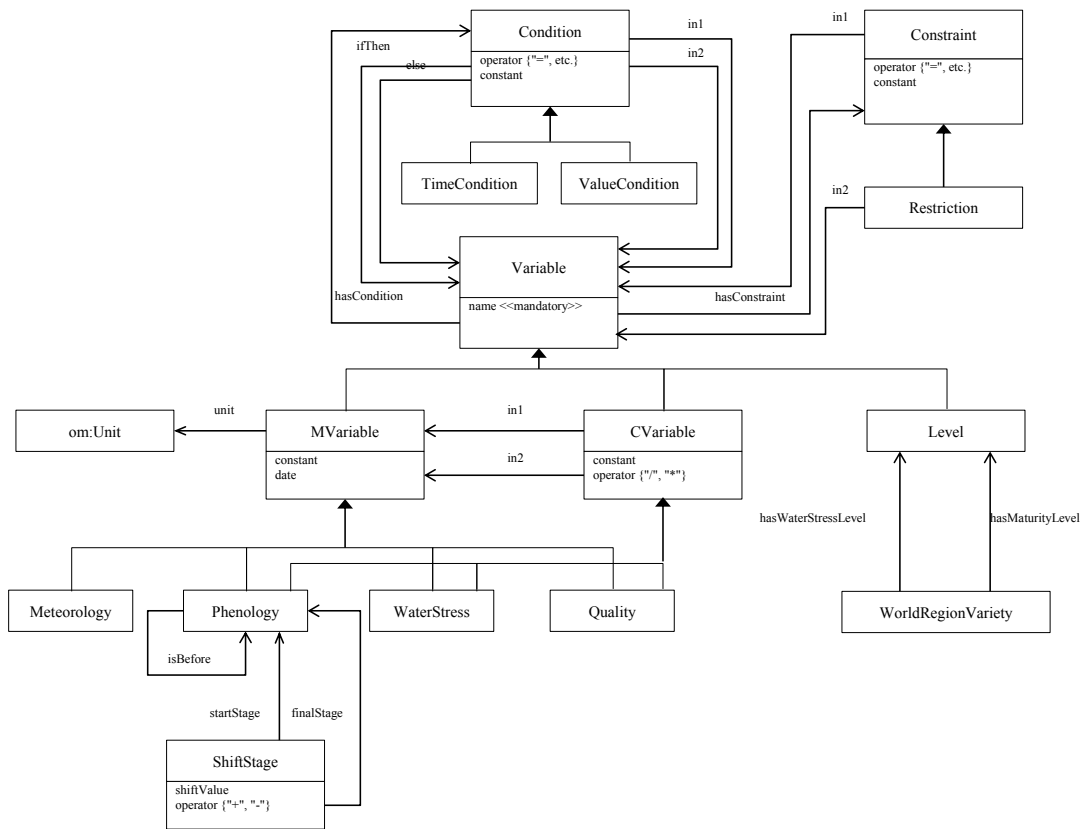 in1
in1
Condition
Constraint
ifThen
in2
else
operator {"=", etc.}
constant
operator {"=", etc.}
constant
TimeCondition
ValueCondition
in2
Restriction
Variable
hasCondition
hasConstraint
name <<mandatory>>
unit
in1
om:Unit
MVariable
CVariable
Level
constant
date
in2
constant
operator {"/", "*"}
hasWaterStressLevel
hasMaturityLevel
Meteorology
Phenology
WaterStress
Quality
WorldRegionVariety
isBefore
startStage
finalStage
ShiftStage
shiftValue
operator {"+", "-"}